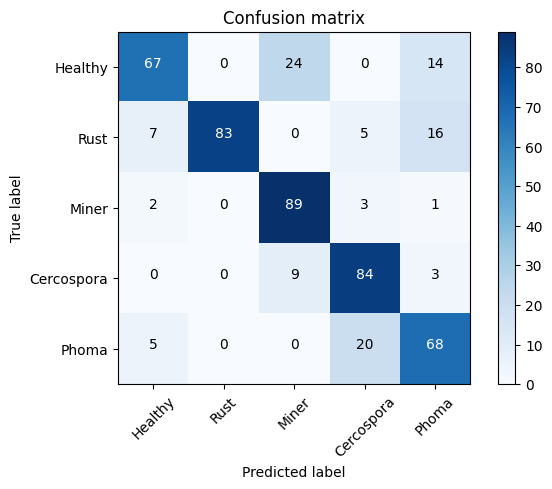 Confusion matrix
True label
Healthy 67 0 24 0 14
Rust 7 83 0 5 16
Miner 2 0 89 3 1
Cercospora 0 0 9 84 3
Phoma 5 0 0 20 68
Healthy Rust Miner Cercospora Phoma
Predicted label
80
70
60
50
40
30
20
10
0